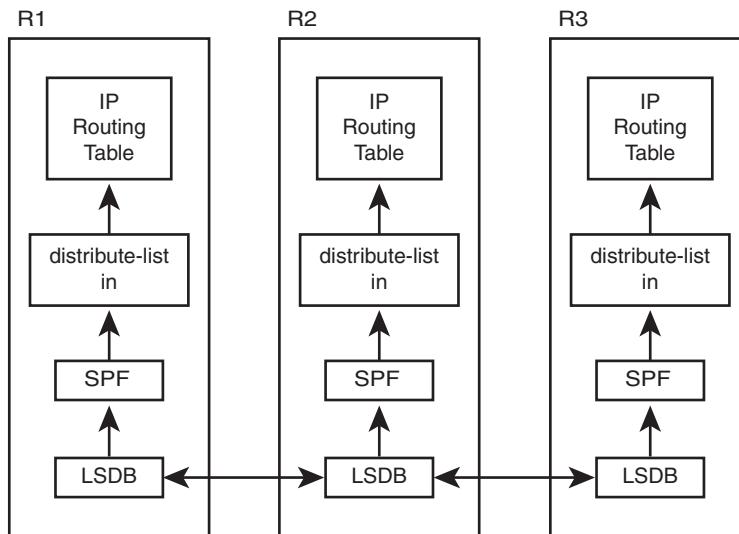 R1
R2
R3
IP
Routing
Table
IP
Routing
Table
IP
Routing
Table
distribute-list
in
distribute-list
in
distribute-list
in
SPF
SPF
SPF
LSDB
LSDB
LSDB